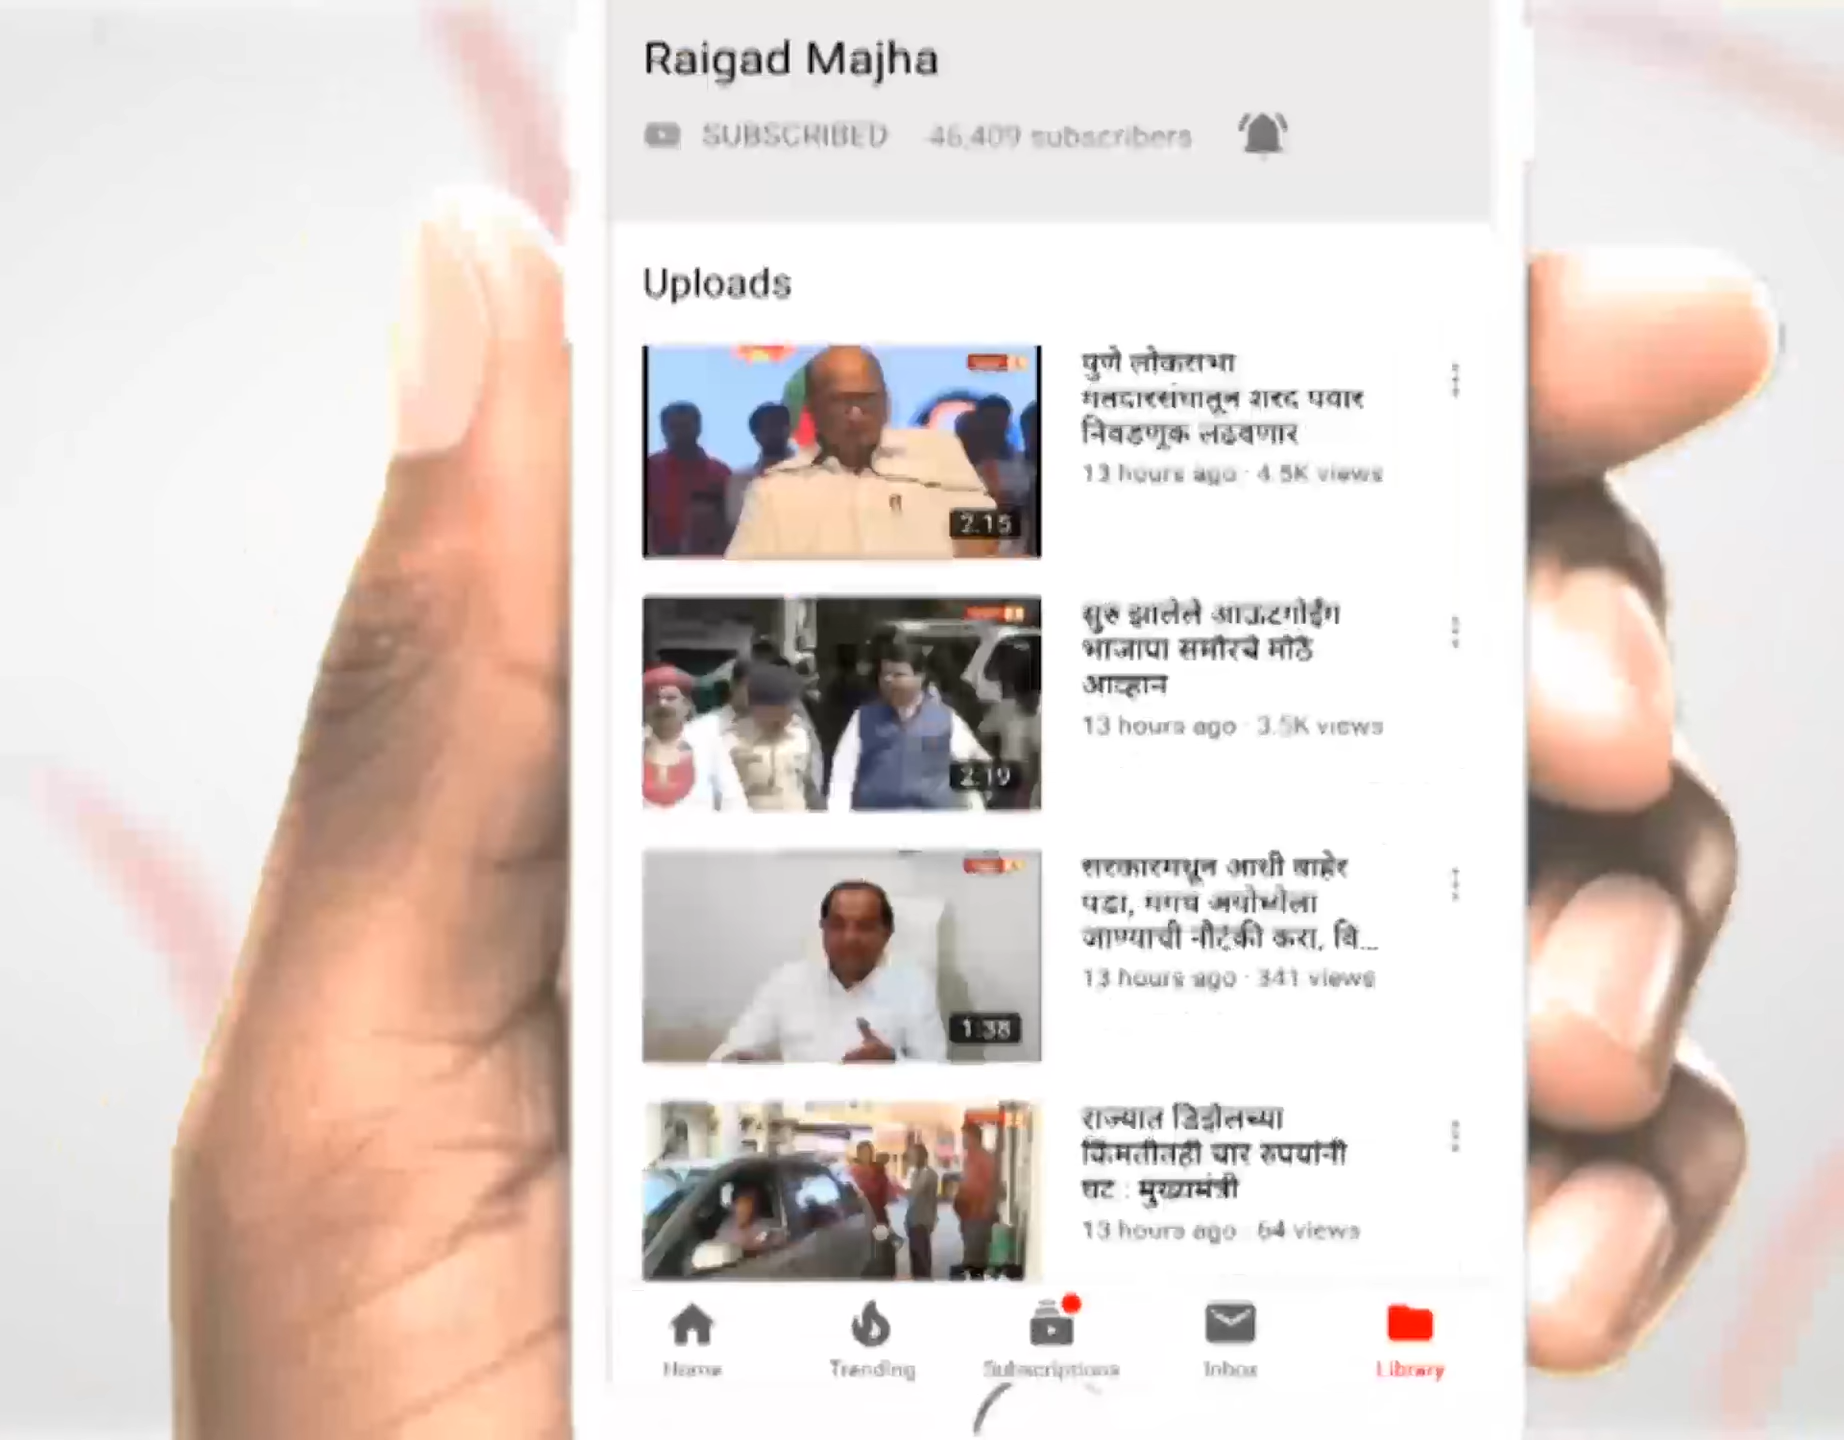 Raigad Majha
SUBSCRIBED 46,409 subscribers
Uploads
पुणे लोकसभा
मतदारसंघातून शरद पवार
निवडणूक लढवणार
13 hours ago · 4.5K views
2:15
सुरु झालेले आऊटगोईंग
भाजापा समोरचे मोठे
आव्हान
13 hours ago · 3.5K views
2:19
सरकारमधून आधी बाहेर
पडा, मगच अयोध्येला
जाण्याची नौटंकी करा, वि...
13 hours ago · 341 views
1:38
राज्यात डिझेलच्या
किंमतीतही चार रुपयांनी
घट : मुख्यमंत्री
13 hours ago · 64 views
Home Trending Subscriptions Inbox Library